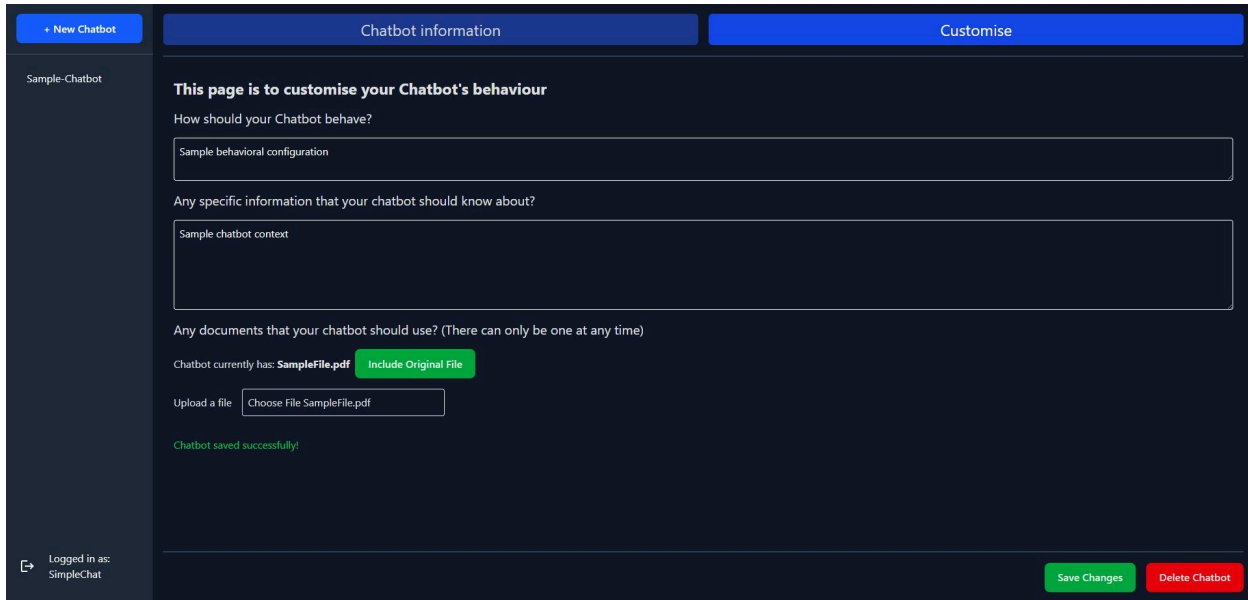 + New Chatbot
Chatbot information
Customise
Sample-Chatbot
This page is to customise your Chatbot's behaviour
How should your Chatbot behave?
Sample behavioral configuration
Any specific information that your chatbot should know about?
Sample chatbot context
Any documents that your chatbot should use? (There can only be one at any time)
Chatbot currently has: SampleFile.pdf
Include Original File
Upload a file
Choose File SampleFile.pdf
Chatbot saved successfully!
Logged in as:
SimpleChat
Save Changes
Delete Chatbot